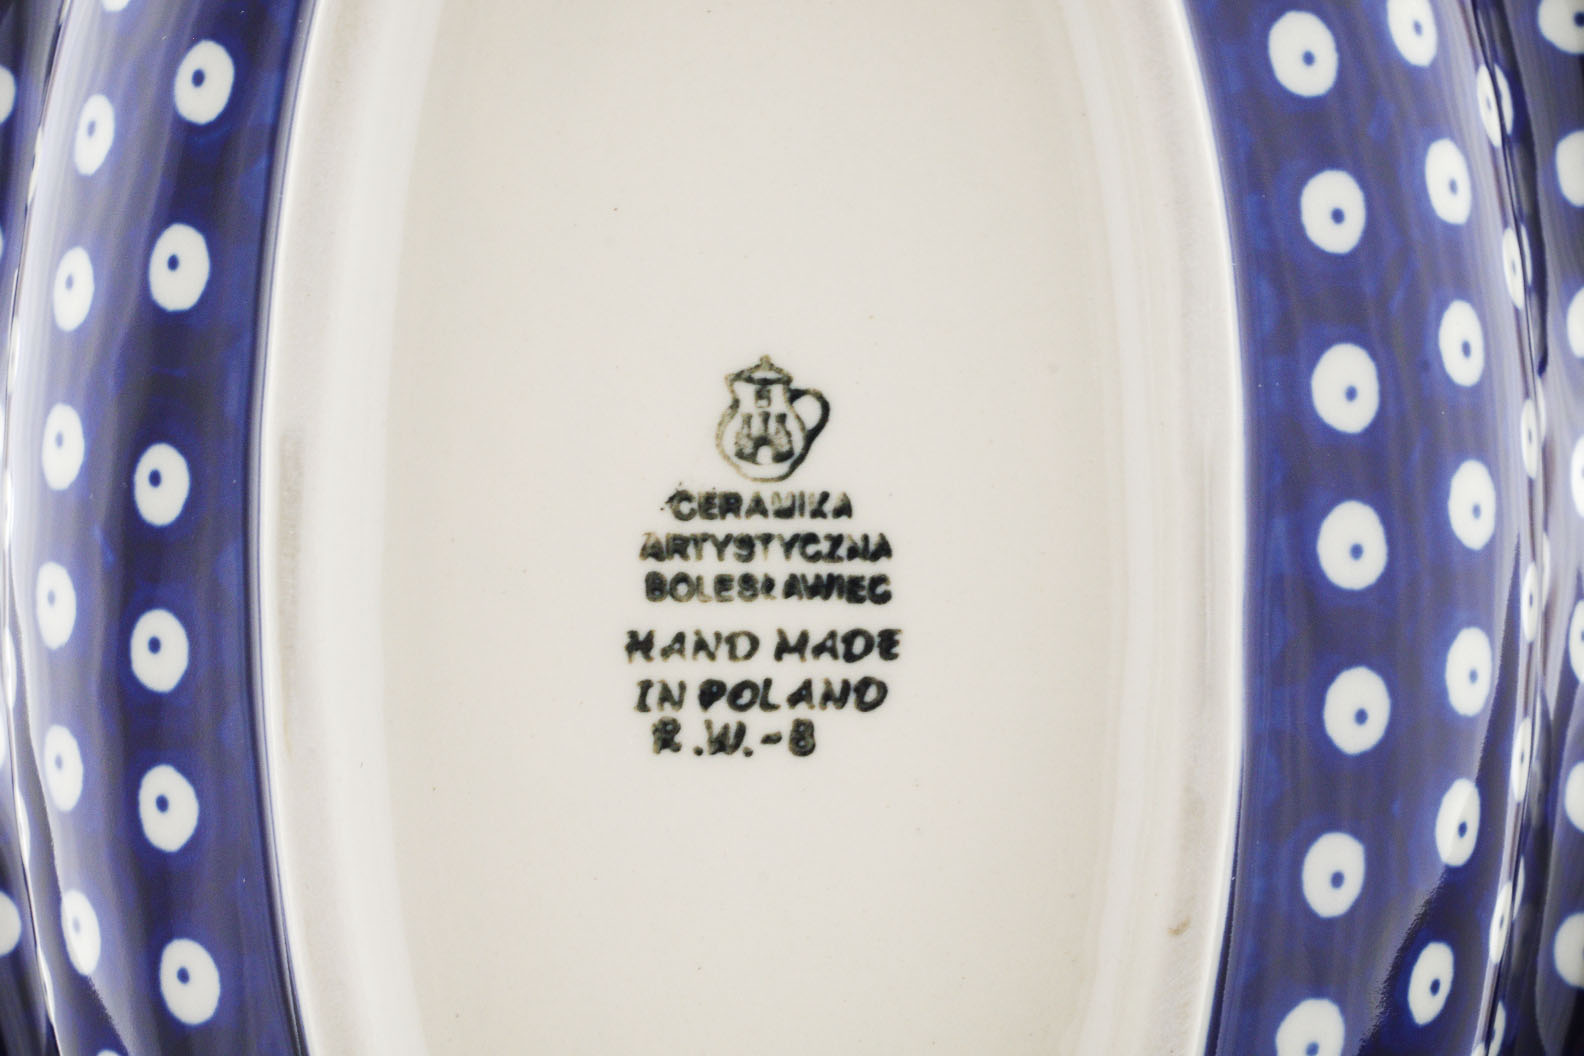 CERAMIKA
ARTYSTYCZNA
BOLESŁAWIEC
HAND MADE
IN POLAND
R.W.-8